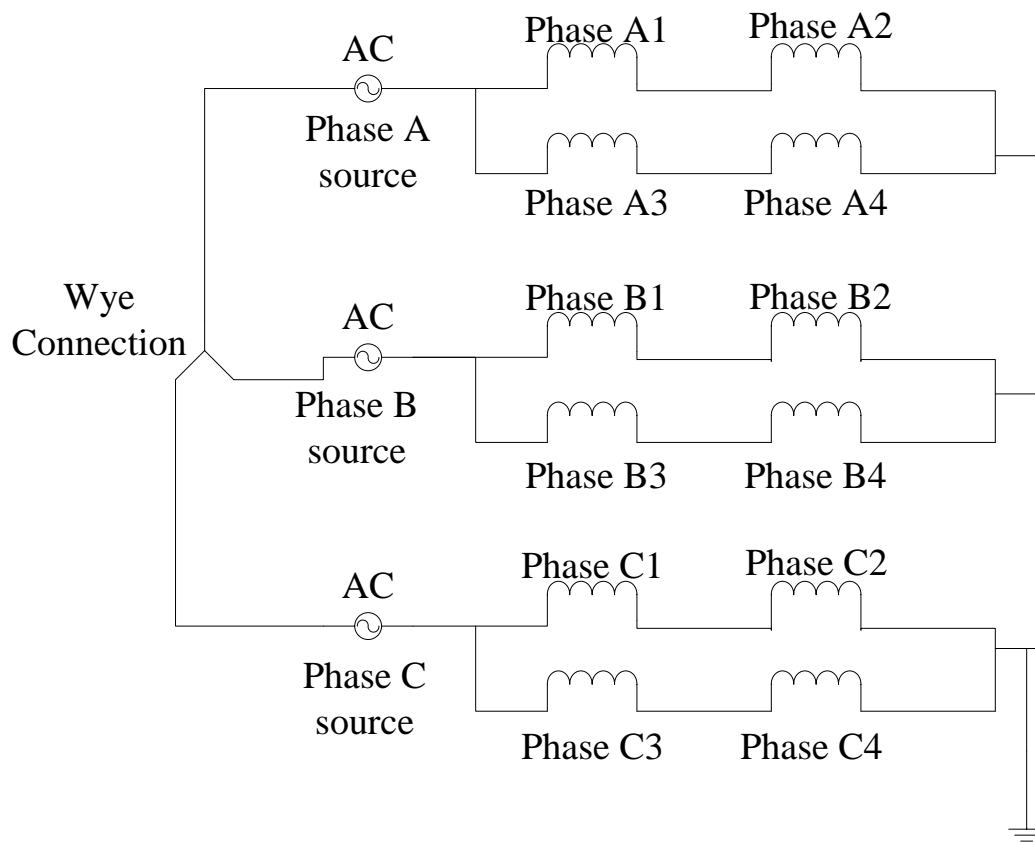 Phase A1
Phase A2
AC
Phase A
source
Phase A3
Phase A4
Wye
Connection
Phase B1
Phase B2
AC
Phase B
source
Phase B3
Phase B4
Phase C1
Phase C2
AC
Phase C
source
Phase C3
Phase C4